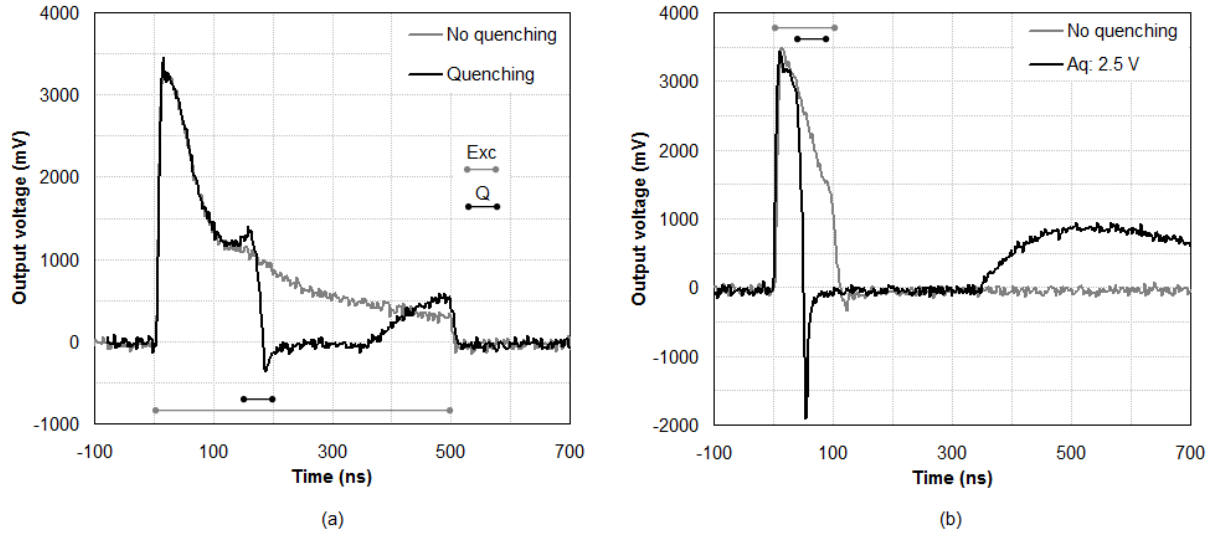 4000
3000
2000
1000
0
-1000
Output voltage (mV)
No quenching
Quenching
Exc
Q
-100 100 300 500 700
Time (ns)
(a)
4000
3000
2000
1000
0
-1000
-2000
Output voltage (mV)
No quenching
Aq: 2.5 V
-100 100 300 500 700
Time (ns)
(b)